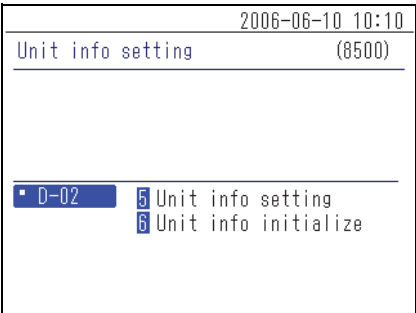 2006-06-10 10:10
Unit info setting (8500)
D-02 5 Unit info setting
6 Unit info initialize